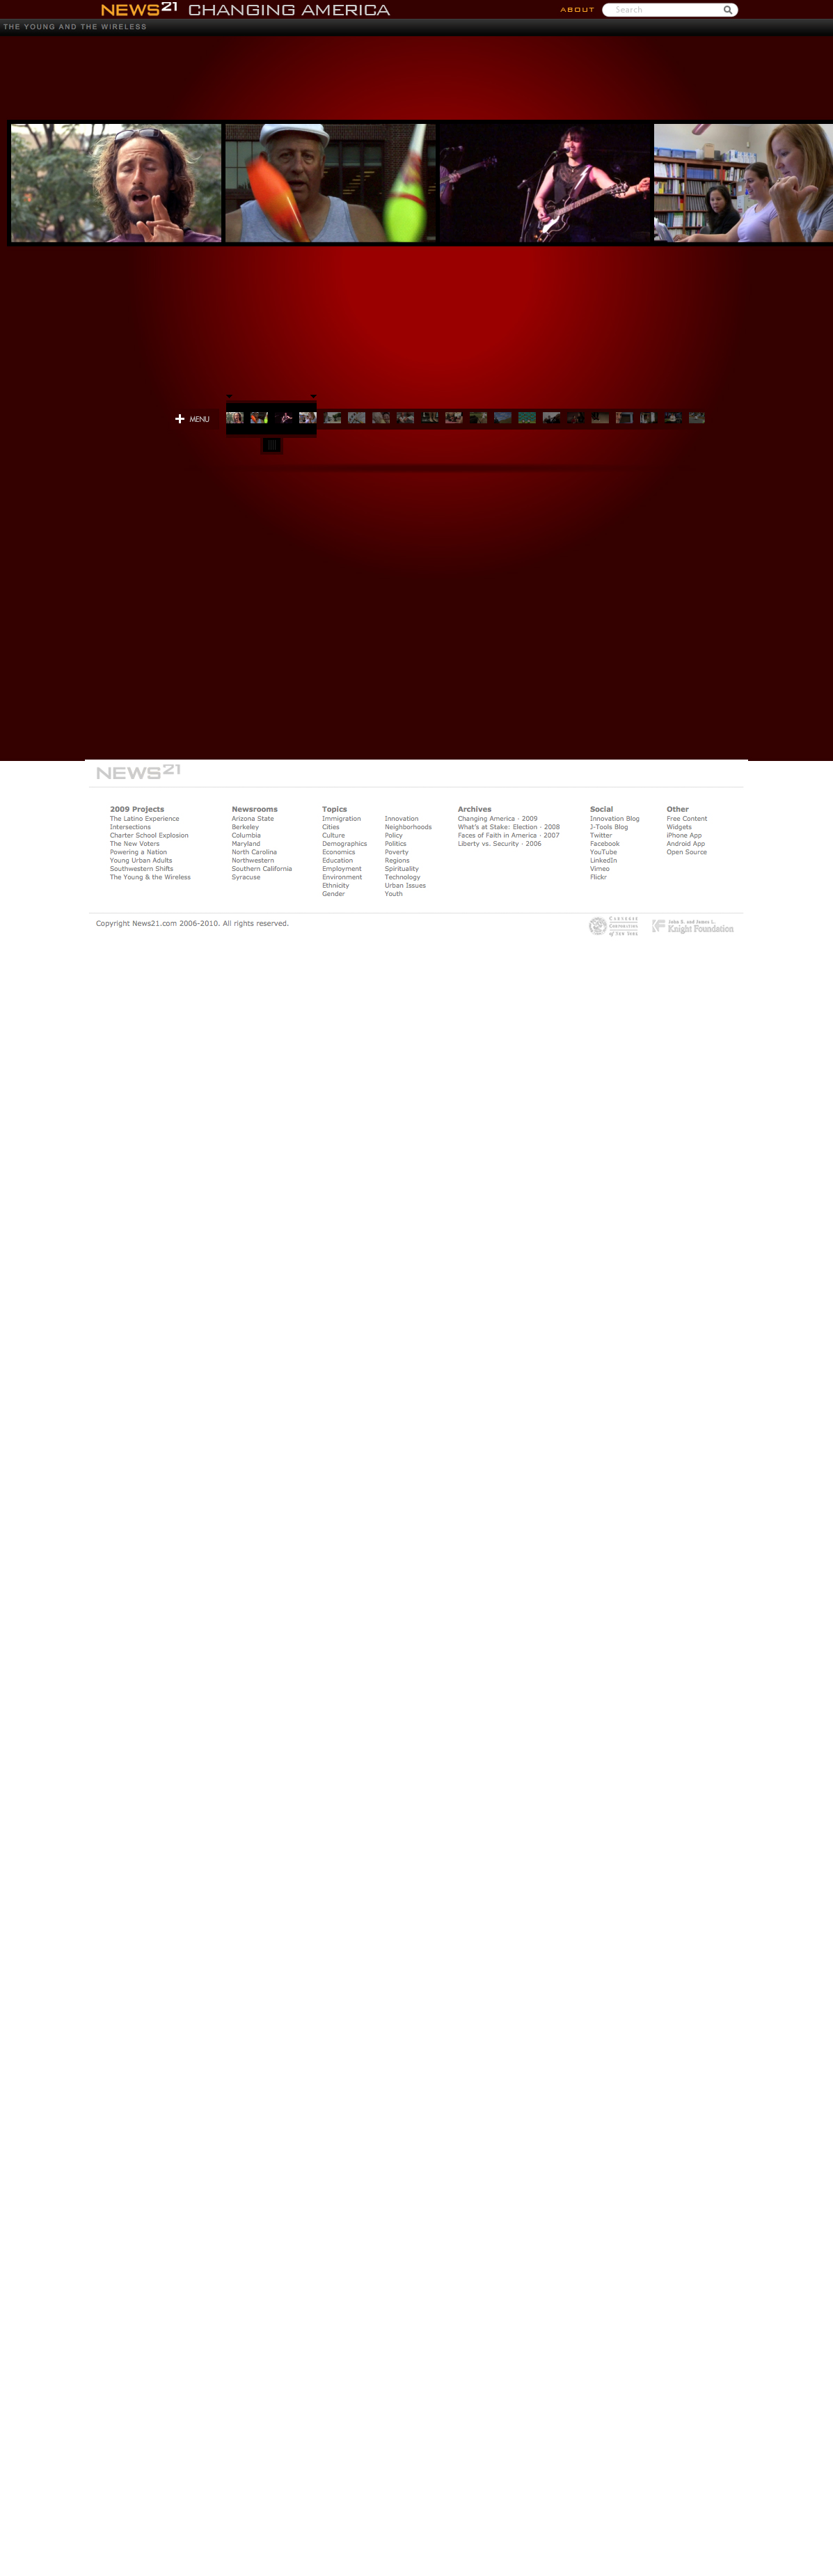 NEWS21 CHANGING AMERICA
ABOUT
Search
THE YOUNG AND THE WIRELESS
MENU
NEWS21
2009 Projects
The Latino Experience
Intersections
Charter School Explosion
The New Voters
Powering a Nation
Young Urban Adults
Southwestern Shifts
The Young & the Wireless
Newsrooms
Arizona State
Berkeley
Columbia
Maryland
North Carolina
Northwestern
Southern California
Syracuse
Topics
Immigration
Cities
Culture
Demographics
Economics
Education
Employment
Environment
Ethnicity
Gender
Innovation
Neighborhoods
Policy
Politics
Poverty
Regions
Spirituality
Technology
Urban Issues
Youth
Archives
Changing America - 2009
What's at Stake: Election - 2008
Faces of Faith in America - 2007
Liberty vs. Security - 2006
Social
Innovation Blog
J-Tools Blog
Twitter
Facebook
YouTube
LinkedIn
Vimeo
Flickr
Other
Free Content
Widgets
iPhone App
Android App
Open Source
Copyright News21.com 2006-2010. All rights reserved.
Carnegie
Corporation
of New York
John S. and James L.
Knight Foundation